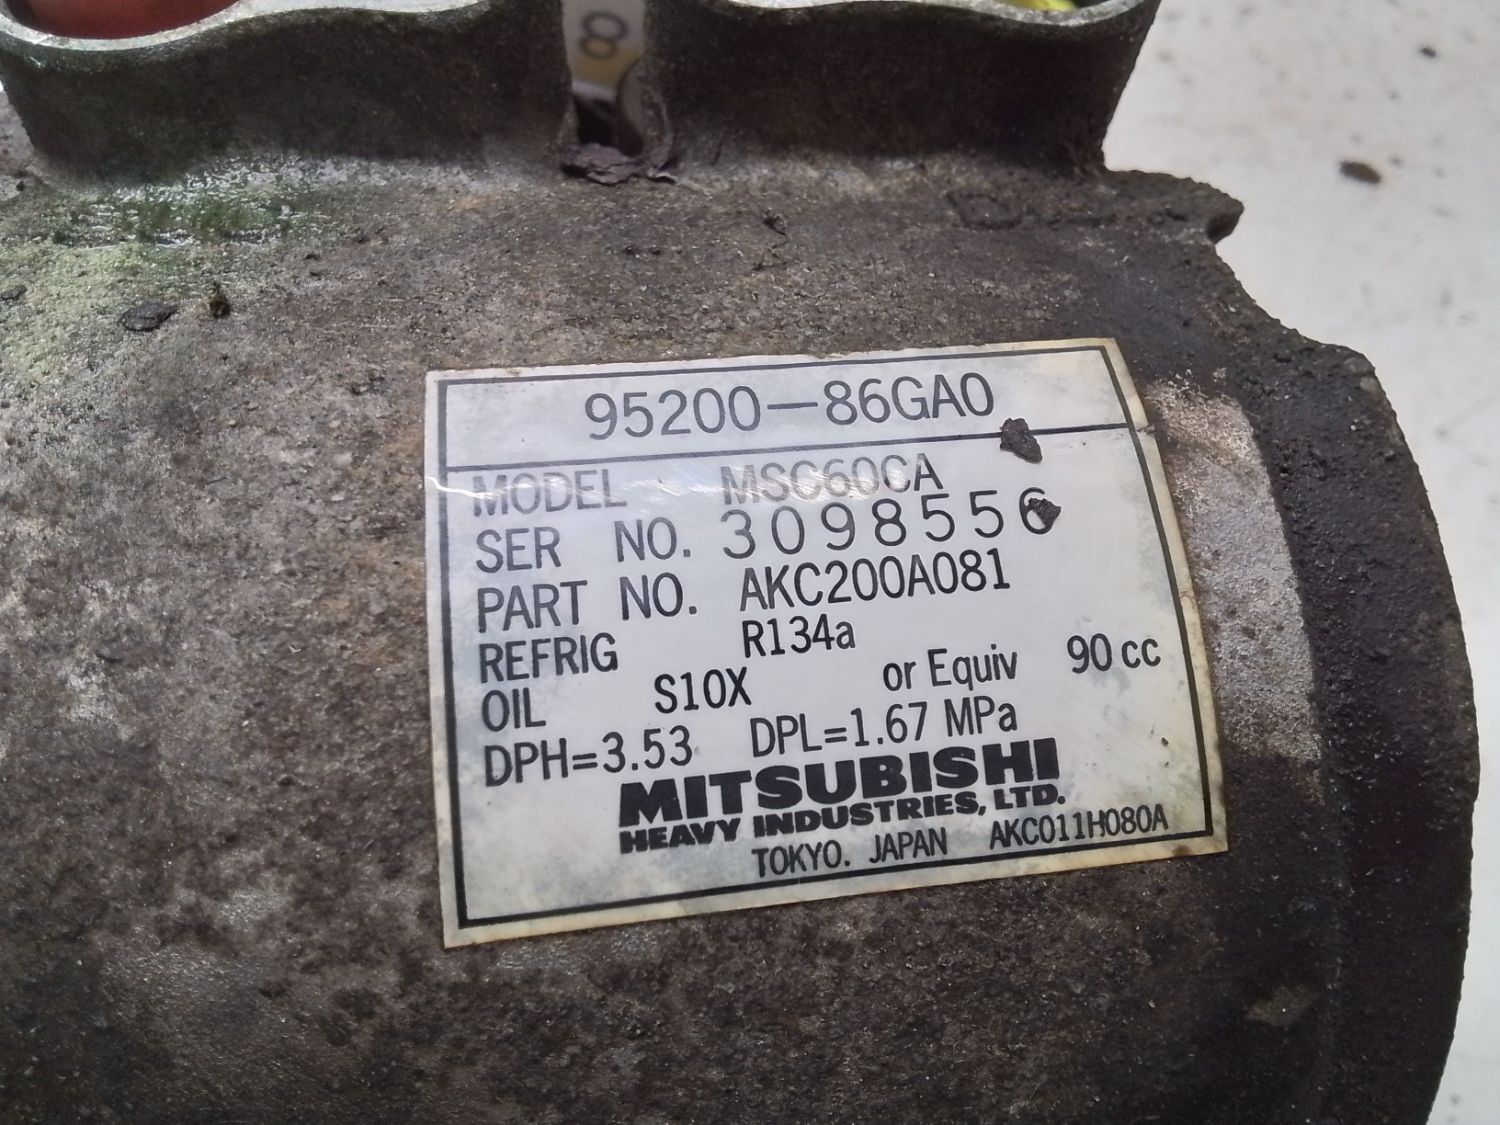 8
95200-86GA0
MODEL MSC60CA
SER NO. 3098556
PART NO. AKC200A081
REFRIG R134a
OIL S10X or Equiv 90 cc
DPH=3.53 DPL=1.67 MPa
MITSUBISHI
HEAVY INDUSTRIES, LTD.
TOKYO. JAPAN AKC011H080A